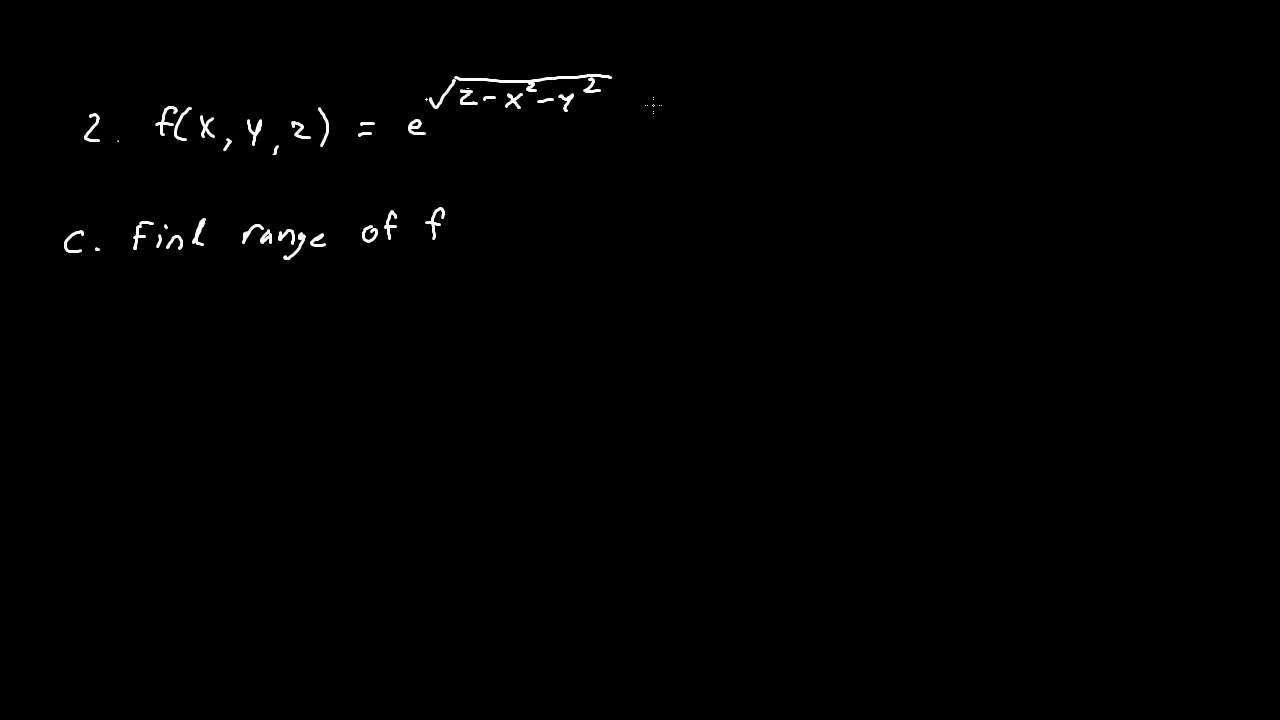 2. f(x, y, z) = e^√(z-x²-y²)
c. Find range of f